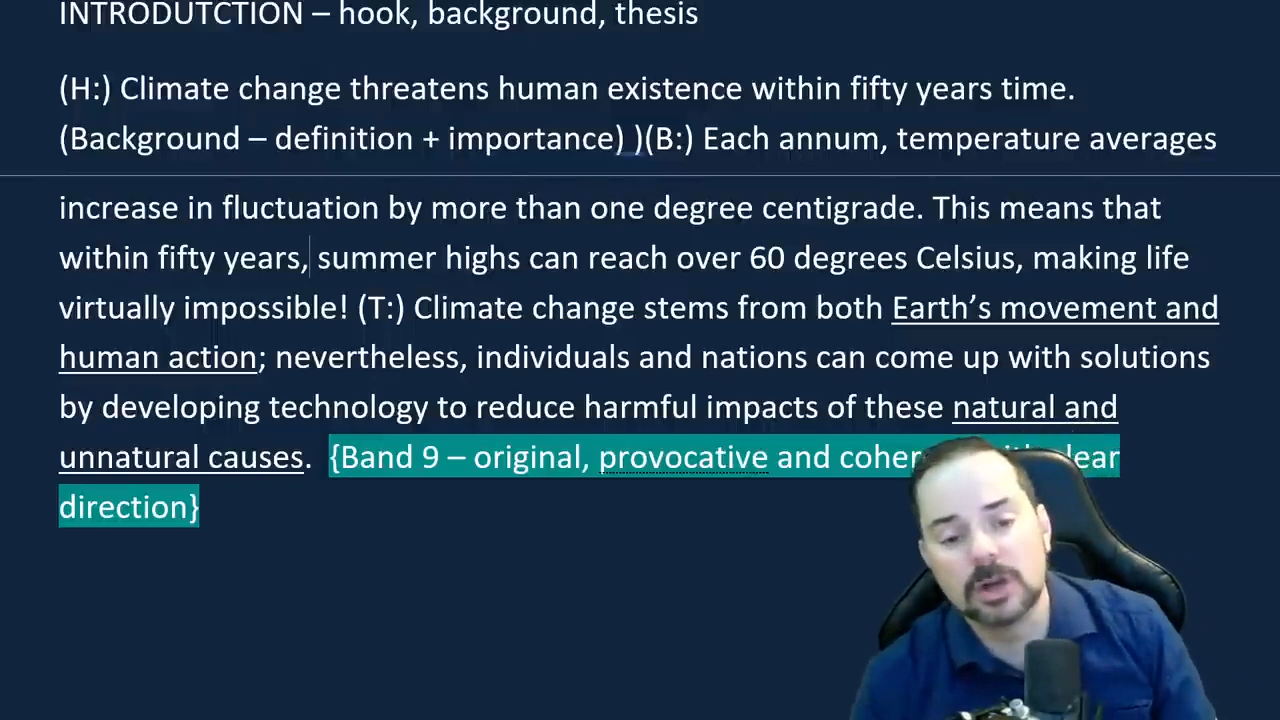 INTRODUTCTION – hook, background, thesis
(H:) Climate change threatens human existence within fifty years time.
(Background – definition + importance) )(B:) Each annum, temperature averages
increase in fluctuation by more than one degree centigrade. This means that
within fifty years, summer highs can reach over 60 degrees Celsius, making life
virtually impossible! (T:) Climate change stems from both Earth’s movement and
human action; nevertheless, individuals and nations can come up with solutions
by developing technology to reduce harmful impacts of these natural and
unnatural causes. {Band 9 – original, provocative and
direction}